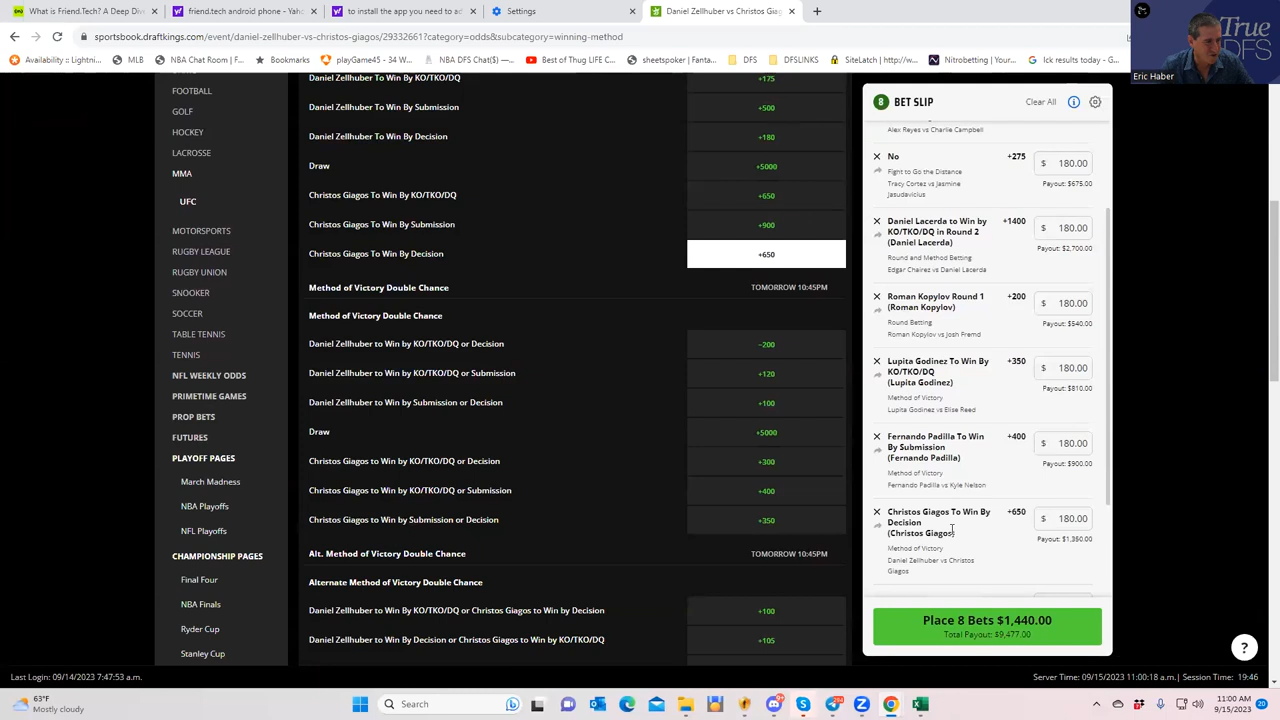 Availability :: Lightnin
friend.tech: A Deep Dive
friend.tech android phone - Yahoo
to install the app you need to ad
Settings
Daniel Zellhuber vs Christos Giag
sportsbook.draftkings.com/event/daniel-zellhuber-vs-christos-giagos/29332661?category=odds&subcategory=winning-method
Availability :: Lightni...
MLB
NBA Chat Room | F...
playGame45 - 34 W...
NBA DFS Chat($) —...
Best of Thug LIFE C...
sheetspoker | Fanta...
DFS
DFSLINKS
SiteLatch | http://w...
Nitrobetting | Your...
Ick results today - G...
True
DFS
Eric Haber
FOOTBALL
GOLF
HOCKEY
LACROSSE
MMA
UFC
MOTORSPORTS
RUGBY LEAGUE
RUGBY UNION
SNOOKER
SOCCER
TABLE TENNIS
TENNIS
NFL WEEKLY ODDS
PRIMETIME GAMES
PROP BETS
FUTURES
PLAYOFF PAGES
March Madness
NBA Playoffs
NFL Playoffs
CHAMPIONSHIP PAGES
Final Four
NBA Finals
Ryder Cup
Stanley Cup
Daniel Zellhuber To Win By KO/TKO/DQ +175
Daniel Zellhuber To Win By Submission +500
Daniel Zellhuber To Win By Decision +180
Draw +5000
Christos Giagos To Win By KO/TKO/DQ +650
Christos Giagos To Win By Submission +900
Christos Giagos To Win By Decision +650
Method of Victory Double Chance TOMORROW 10:45PM
Method of Victory Double Chance
Daniel Zellhuber to Win by KO/TKO/DQ or Decision −200
Daniel Zellhuber to Win by KO/TKO/DQ or Submission +120
Daniel Zellhuber to Win by Submission or Decision +100
Draw +5000
Christos Giagos to Win by KO/TKO/DQ or Decision +300
Christos Giagos to Win by KO/TKO/DQ or Submission +400
Christos Giagos to Win by Submission or Decision +350
Alt. Method of Victory Double Chance TOMORROW 10:45PM
Alternate Method of Victory Double Chance
Daniel Zellhuber to Win by KO/TKO/DQ or Christos Giagos to Win by Decision +100
Daniel Zellhuber to Win by Decision or Christos Giagos to Win by KO/TKO/DQ +105
8 BET SLIP Clear All
Alex Reyes vs Charlie Campbell
No +275 $ 180.00
Fight to Go the Distance Payout: $675.00
Tracy Cortez vs Jasmine
Jasudavicius
Daniel Lacerda to Win by +1400 $ 180.00
KO/TKO/DQ in Round 2
(Daniel Lacerda) Payout: $2,700.00
Round and Method Betting
Edgar Chairez vs Daniel Lacerda
Roman Kopylov Round 1 +200 $ 180.00
(Roman Kopylov) Payout: $540.00
Round Betting
Roman Kopylov vs Josh Fremd
Lupita Godinez To Win By +350 $ 180.00
KO/TKO/DQ
(Lupita Godinez) Payout: $810.00
Method of Victory
Lupita Godinez vs Elise Reed
Fernando Padilla To Win +400 $ 180.00
By Submission
(Fernando Padilla) Payout: $900.00
Method of Victory
Fernando Padilla vs Kyle Nelson
Christos Giagos To Win By +650 $ 180.00
Decision
(Christos Giagos) Payout: $1,350.00
Method of Victory
Daniel Zellhuber vs Christos
Giagos
Place 8 Bets $1,440.00
Total Payout: $9,477.00
Last Login: 09/14/2023 7:47:53 a.m. Server Time: 09/15/2023 11:00:18 a.m.| Session Time: 19:46
63°F
Mostly cloudy
Search
11:00 AM
9/15/2023
20